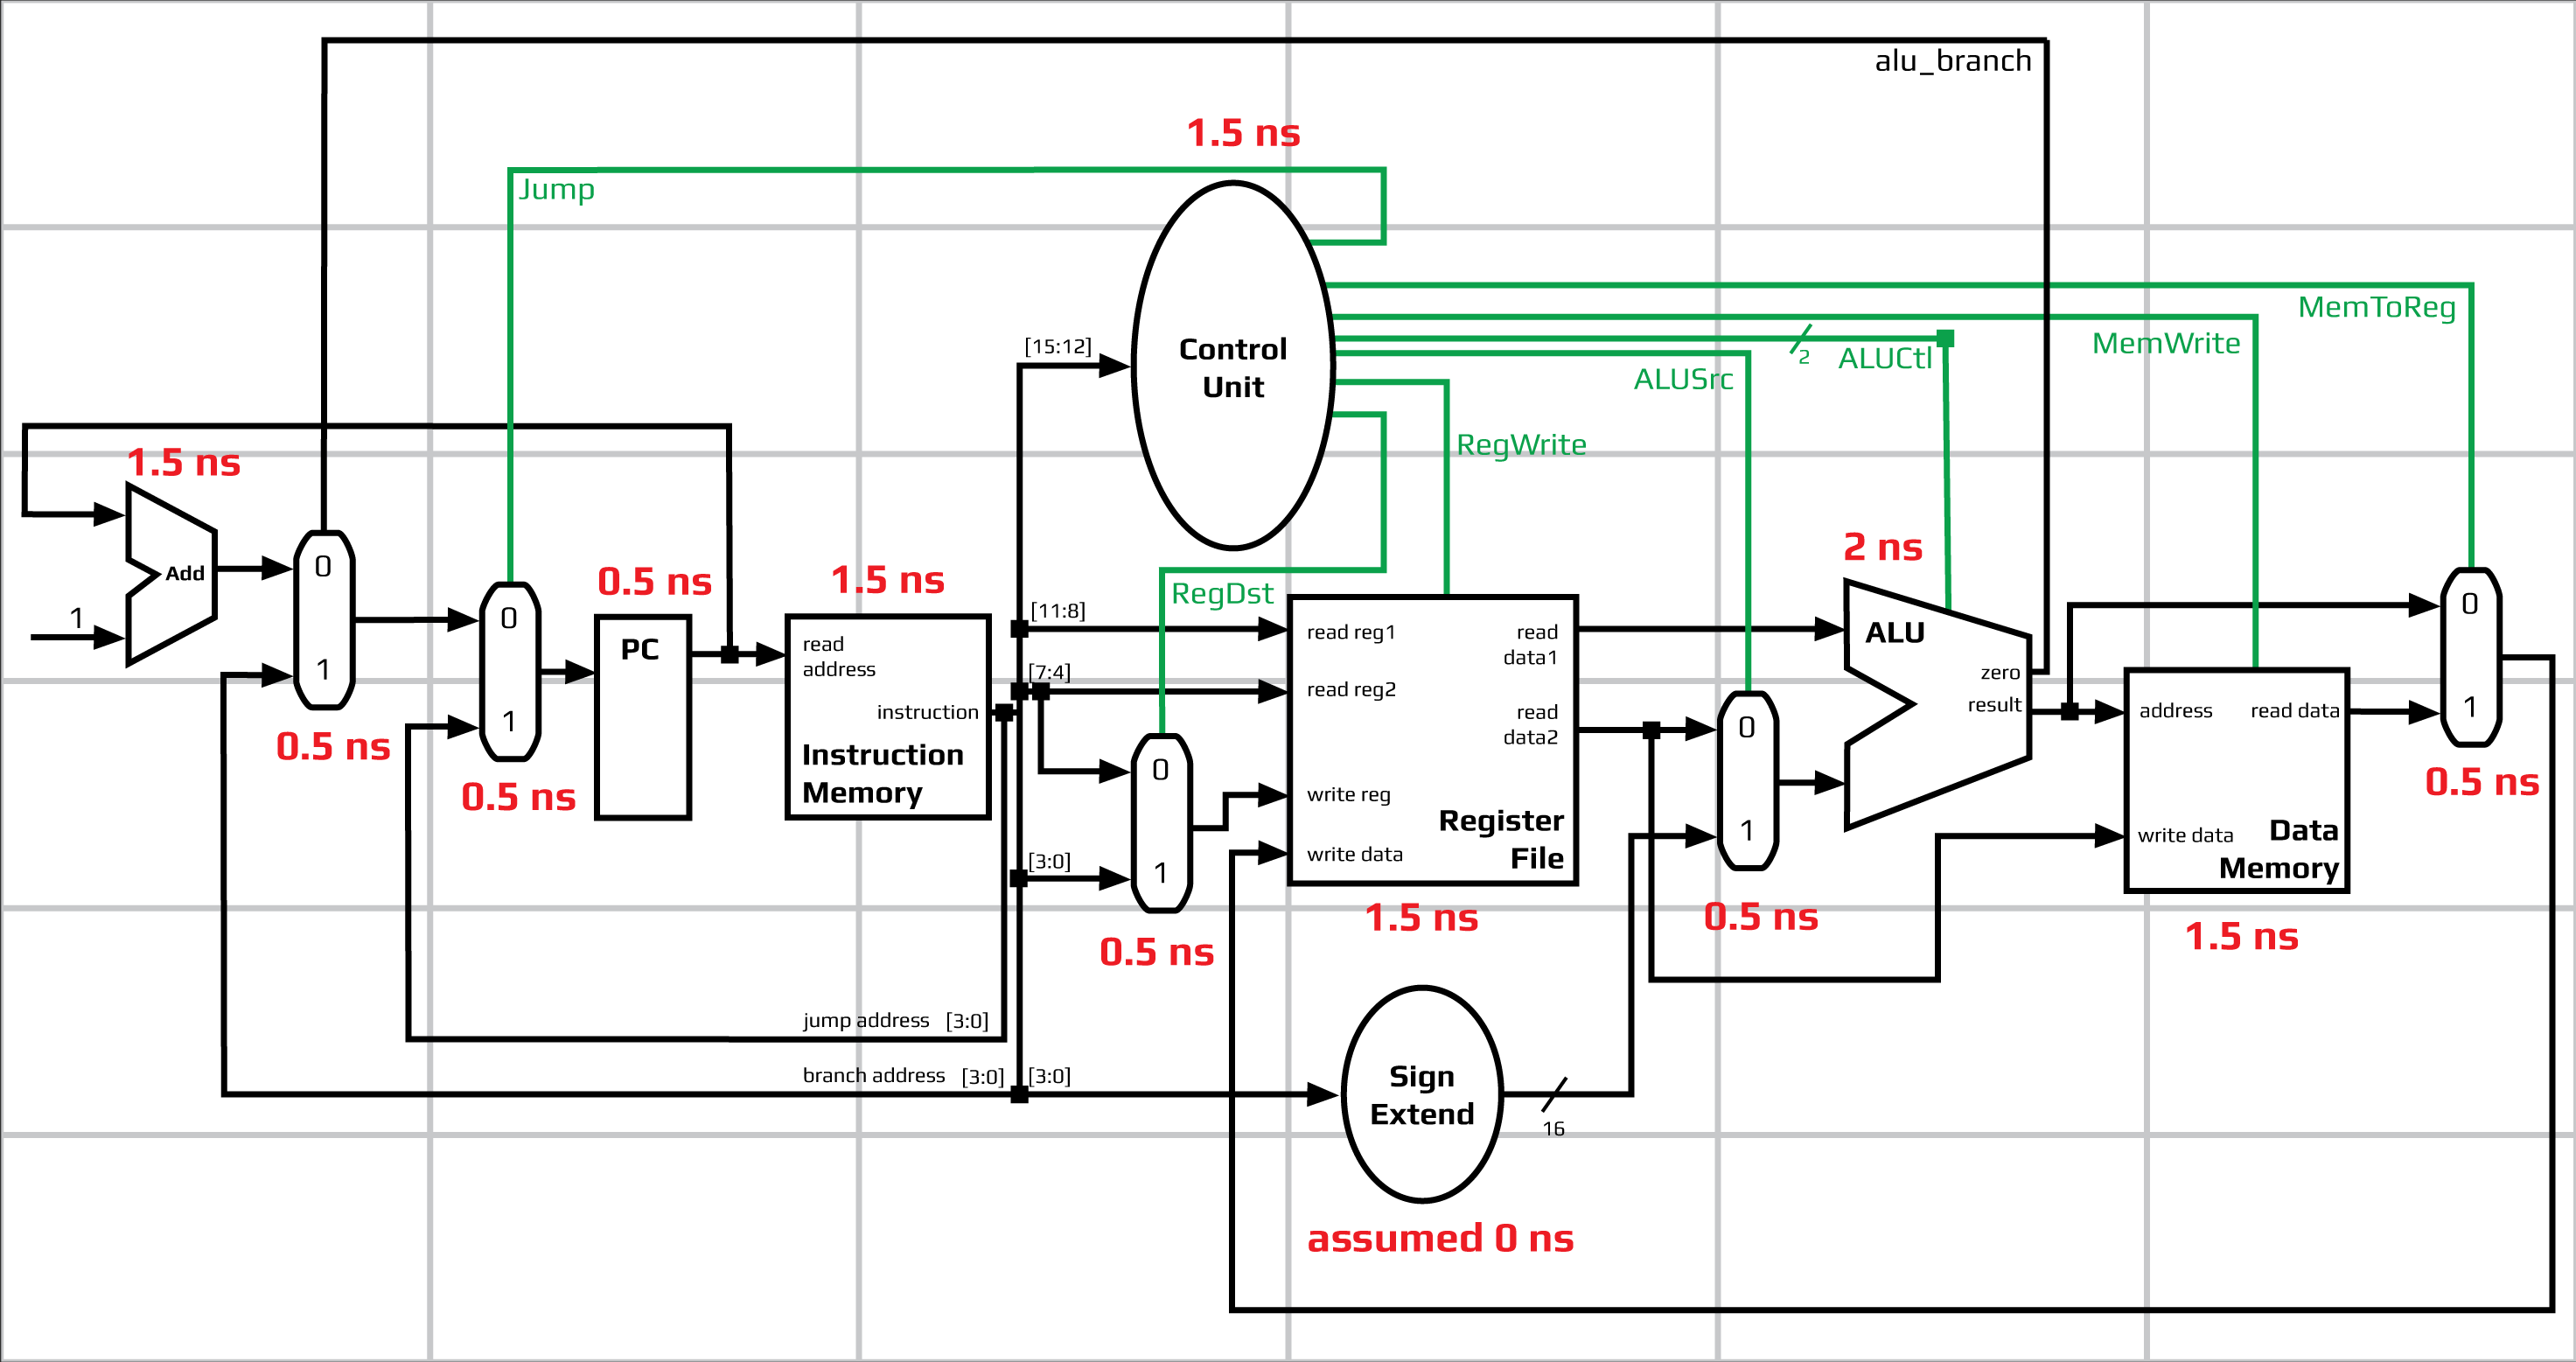 alu_branch
1.5 ns
Jump
MemToReg
MemWrite
2
ALUCtl
ALUSrc
[15:12]
Control
Unit
RegWrite
1.5 ns
Add
1
0
1
0.5 ns
0
1
0.5 ns
0.5 ns
PC
1.5 ns
read
address
instruction
Instruction
Memory
[11:8]
[7:4]
[3:0]
RegDst
0
1
0.5 ns
read reg1
read reg2
write reg
write data
read
data1
read
data2
Register
File
1.5 ns
0
1
0.5 ns
2 ns
ALU
zero
result
address
read data
write data
Data
Memory
1.5 ns
0
1
0.5 ns
jump address [3:0]
branch address [3:0]
[3:0]
Sign
Extend
16
assumed 0 ns